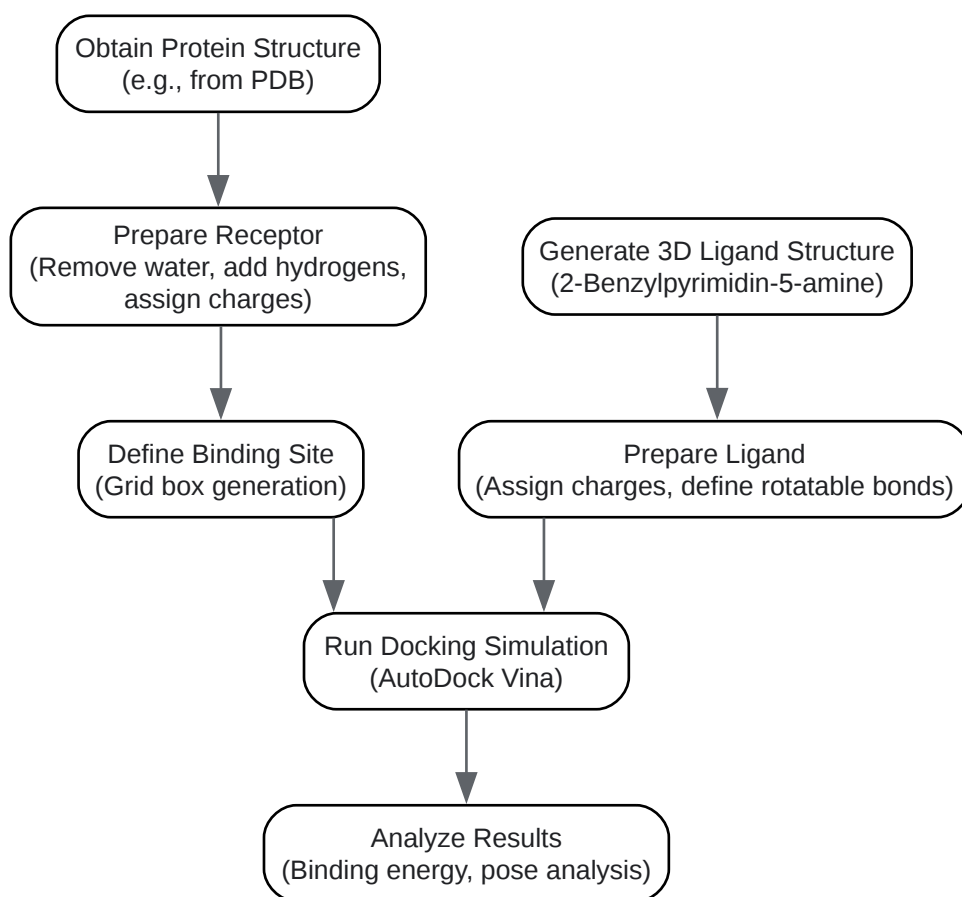 Obtain Protein Structure
(e.g., from PDB)
Prepare Receptor
(Remove water, add hydrogens,
assign charges)
Generate 3D Ligand Structure
(2-Benzylpyrimidin-5-amine)
Define Binding Site
(Grid box generation)
Prepare Ligand
(Assign charges, define rotatable bonds)
Run Docking Simulation
(AutoDock Vina)
Analyze Results
(Binding energy, pose analysis)